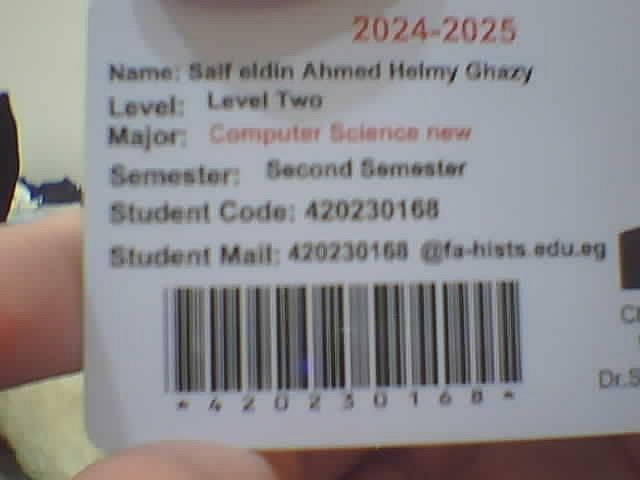 2024-2025
Name: Saif eldin Ahmed Helmy Ghazy
Level: Level Two
Major: Computer Science new
Semester: Second Semester
Student Code: 420230168
Student Mail: 420230168 @fa-hists.edu.eg
* 4 2 0 2 3 0 1 6 8 *
Dr.S